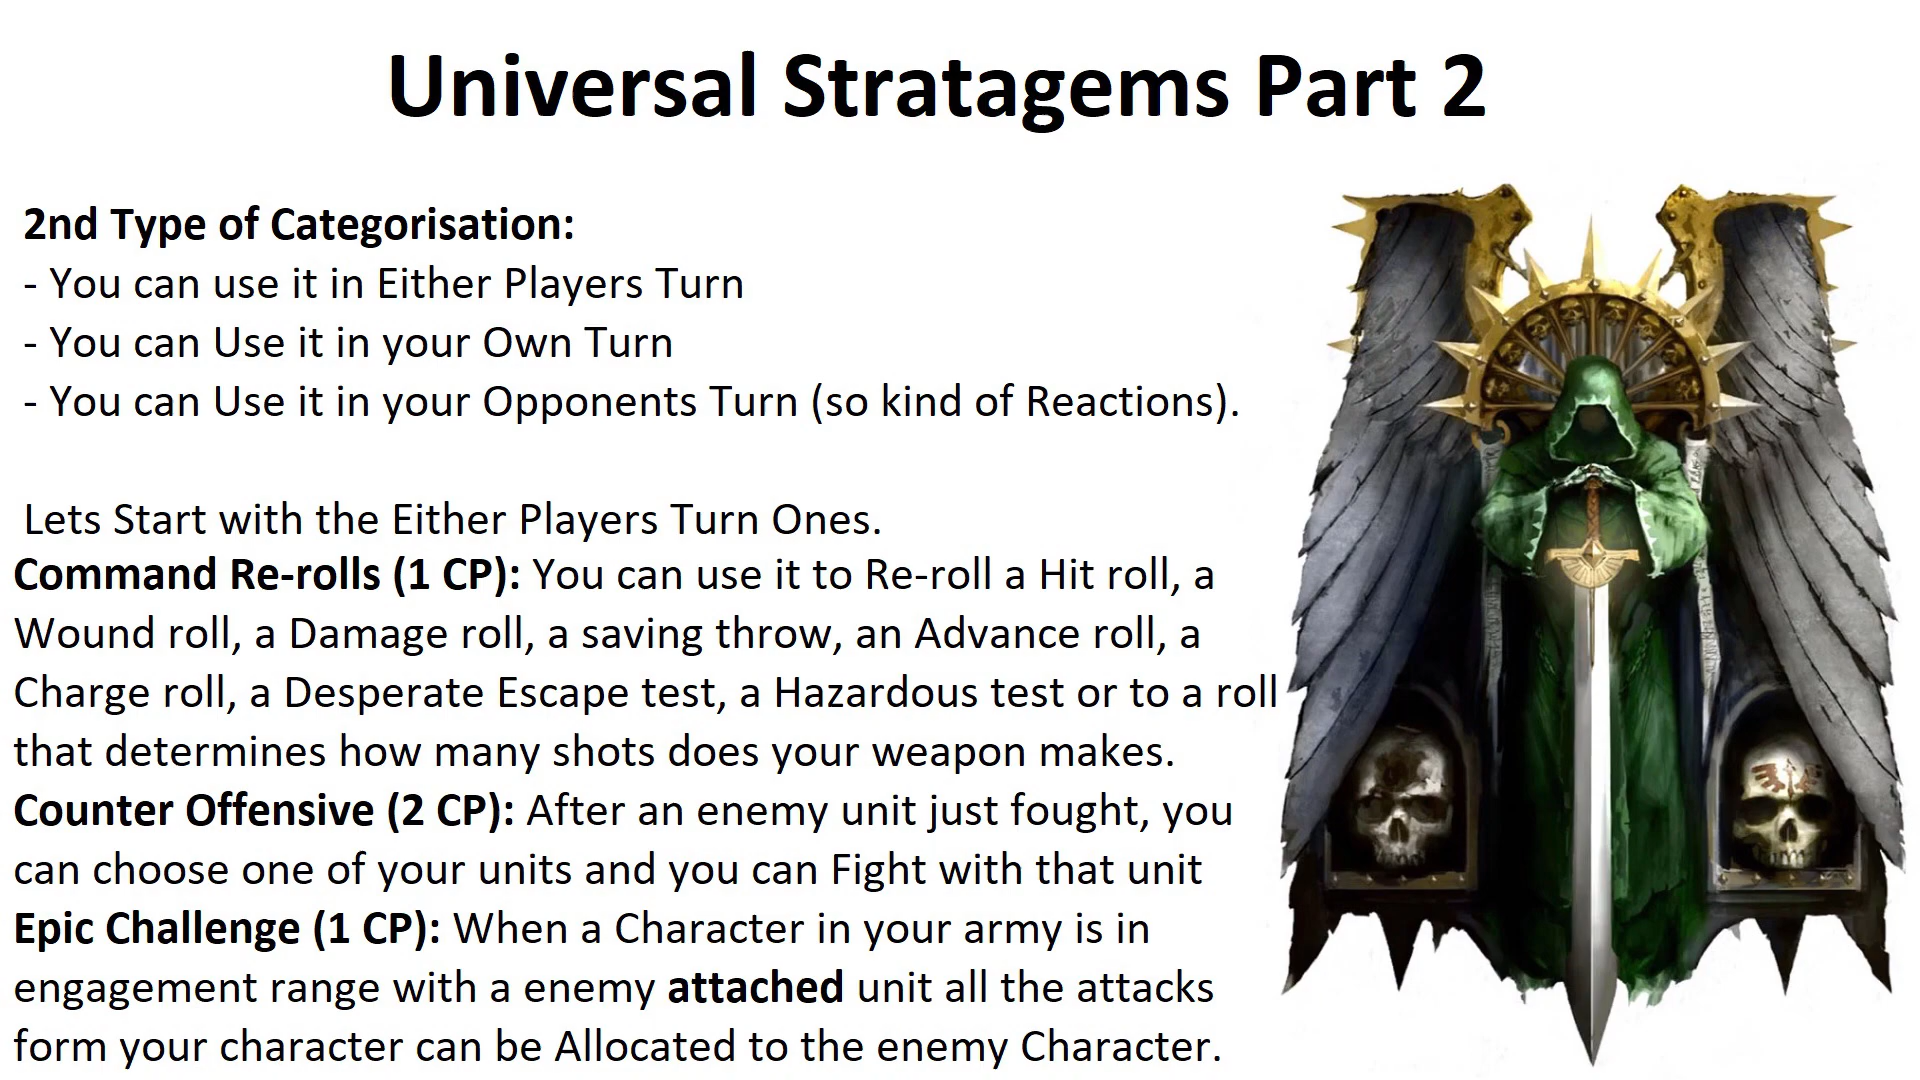 Universal Stratagems Part 2
2nd Type of Categorisation:
- You can use it in Either Players Turn
- You can Use it in your Own Turn
- You can Use it in your Opponents Turn (so kind of Reactions).
Lets Start with the Either Players Turn Ones.
Command Re-rolls (1 CP): You can use it to Re-roll a Hit roll, a
Wound roll, a Damage roll, a saving throw, an Advance roll, a
Charge roll, a Desperate Escape test, a Hazardous test or to a roll
that determines how many shots does your weapon makes.
Counter Offensive (2 CP): After an enemy unit just fought, you
can choose one of your units and you can Fight with that unit
Epic Challenge (1 CP): When a Character in your army is in
engagement range with a enemy attached unit all the attacks
form your character can be Allocated to the enemy Character.